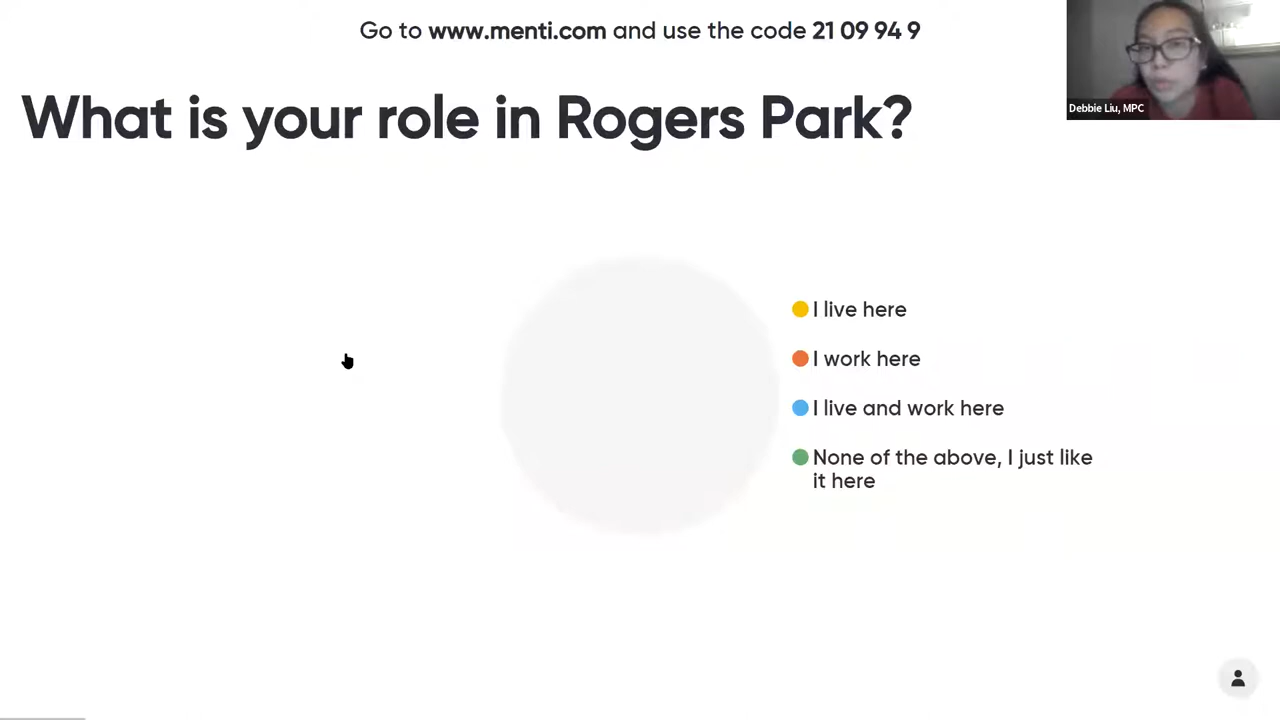 Go to www.menti.com and use the code 21 09 94 9
What is your role in Rogers Park?
Debbie Liu, MPC
I live here
I work here
I live and work here
None of the above, I just like
it here